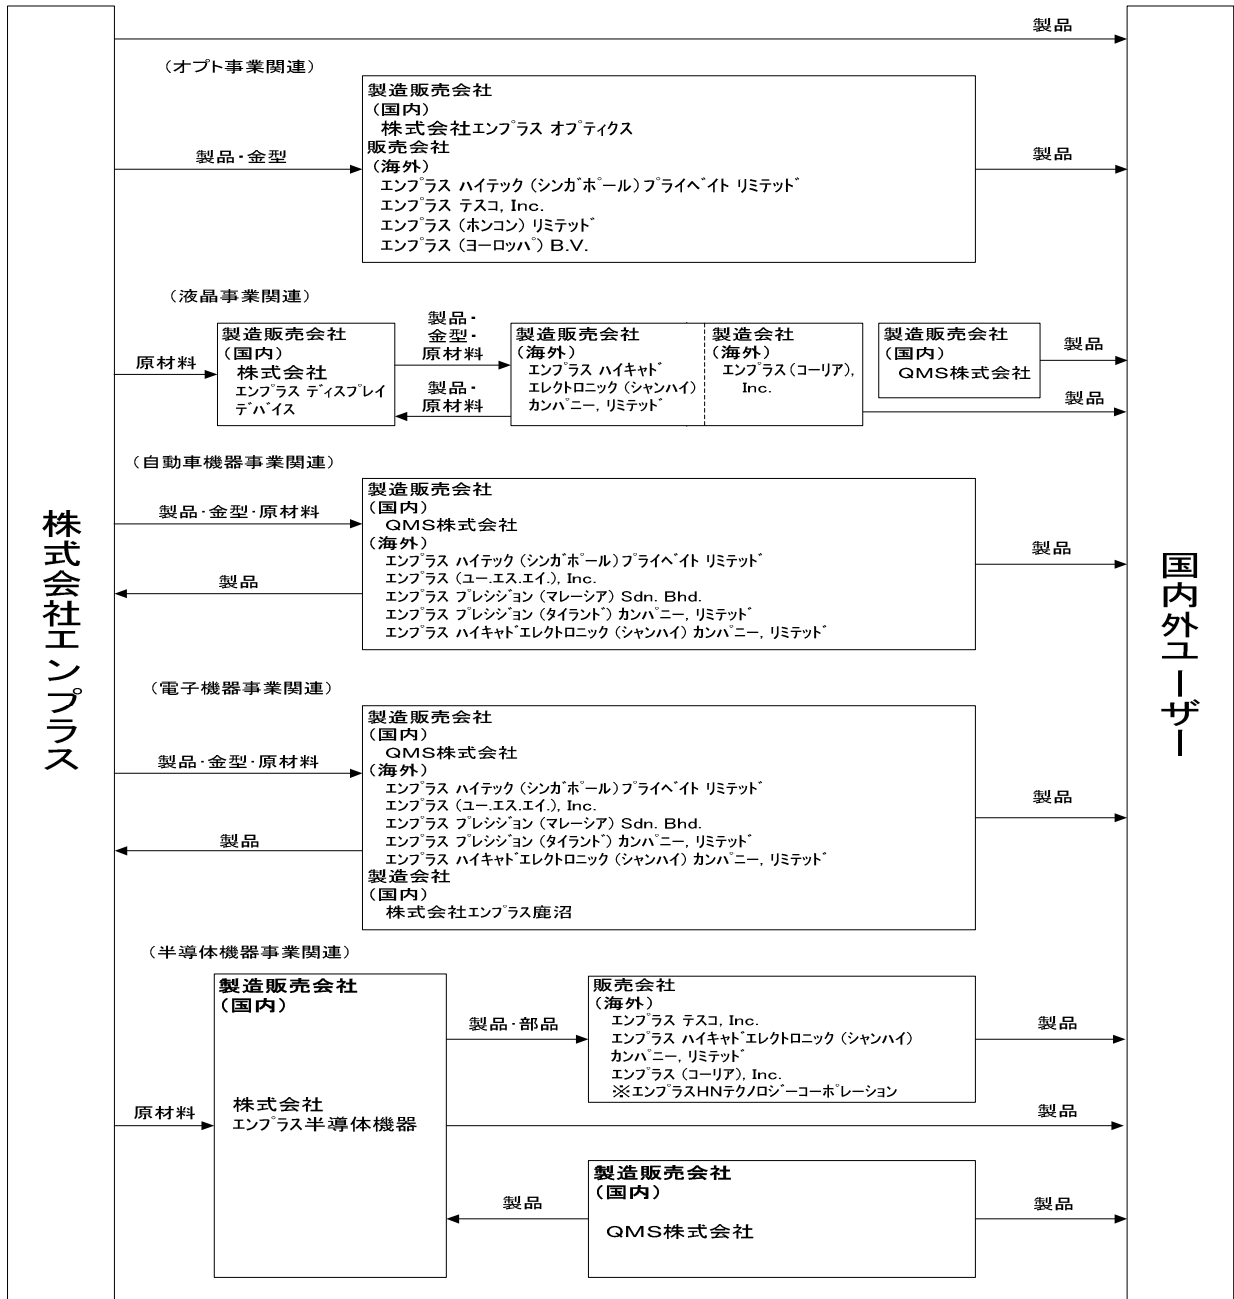 株式会社エンプラス
国内外ユーザー
製品
（オプト事業関連）
製品・金型
製造販売会社
（国内）
株式会社エンプラス オプティクス
販売会社
（海外）
エンプラス ハイテック（シンガポール）プライベイト リミテッド
エンプラス テスコ, Inc.
エンプラス（ホンコン）リミテッド
エンプラス（ヨーロッパ）B.V.
製品
（液晶事業関連）
原材料
製造販売会社
（国内）
株式会社
エンプラス ディスプレイ
デバイス
製品・
金型・
原材料
製品・
原材料
製造販売会社
（海外）
エンプラス ハイキャド
エレクトロニック（シャンハイ）
カンパニー, リミテッド
製造会社
（海外）
エンプラス（コーリア）,
Inc.
製造販売会社
（国内）
QMS株式会社
製品
製品
（自動車機器事業関連）
製品・金型・原材料
製品
製造販売会社
（国内）
QMS株式会社
（海外）
エンプラス ハイテック（シンガポール）プライベイト リミテッド
エンプラス（ユー.エス.エイ.）, Inc.
エンプラス プレシジョン（マレーシア）Sdn. Bhd.
エンプラス プレシジョン（タイランド）カンパニー, リミテッド
エンプラス ハイキャドエレクトロニック（シャンハイ）カンパニー, リミテッド
製品
（電子機器事業関連）
製品・金型・原材料
製品
製造販売会社
（国内）
QMS株式会社
（海外）
エンプラス ハイテック（シンガポール）プライベイト リミテッド
エンプラス（ユー.エス.エイ.）, Inc.
エンプラス プレシジョン（マレーシア）Sdn. Bhd.
エンプラス プレシジョン（タイランド）カンパニー, リミテッド
エンプラス ハイキャドエレクトロニック（シャンハイ）カンパニー, リミテッド
製造会社
（国内）
株式会社エンプラス鹿沼
製品
（半導体機器事業関連）
原材料
製造販売会社
（国内）
株式会社
エンプラス半導体機器
製品・部品
販売会社
（海外）
エンプラス テスコ, Inc.
エンプラス ハイキャドエレクトロニック（シャンハイ）
カンパニー, リミテッド
エンプラス（コーリア）, Inc.
※エンプラスHNテクノロジーコーポレーション
製品
製品
製品
製造販売会社
（国内）
QMS株式会社
製品